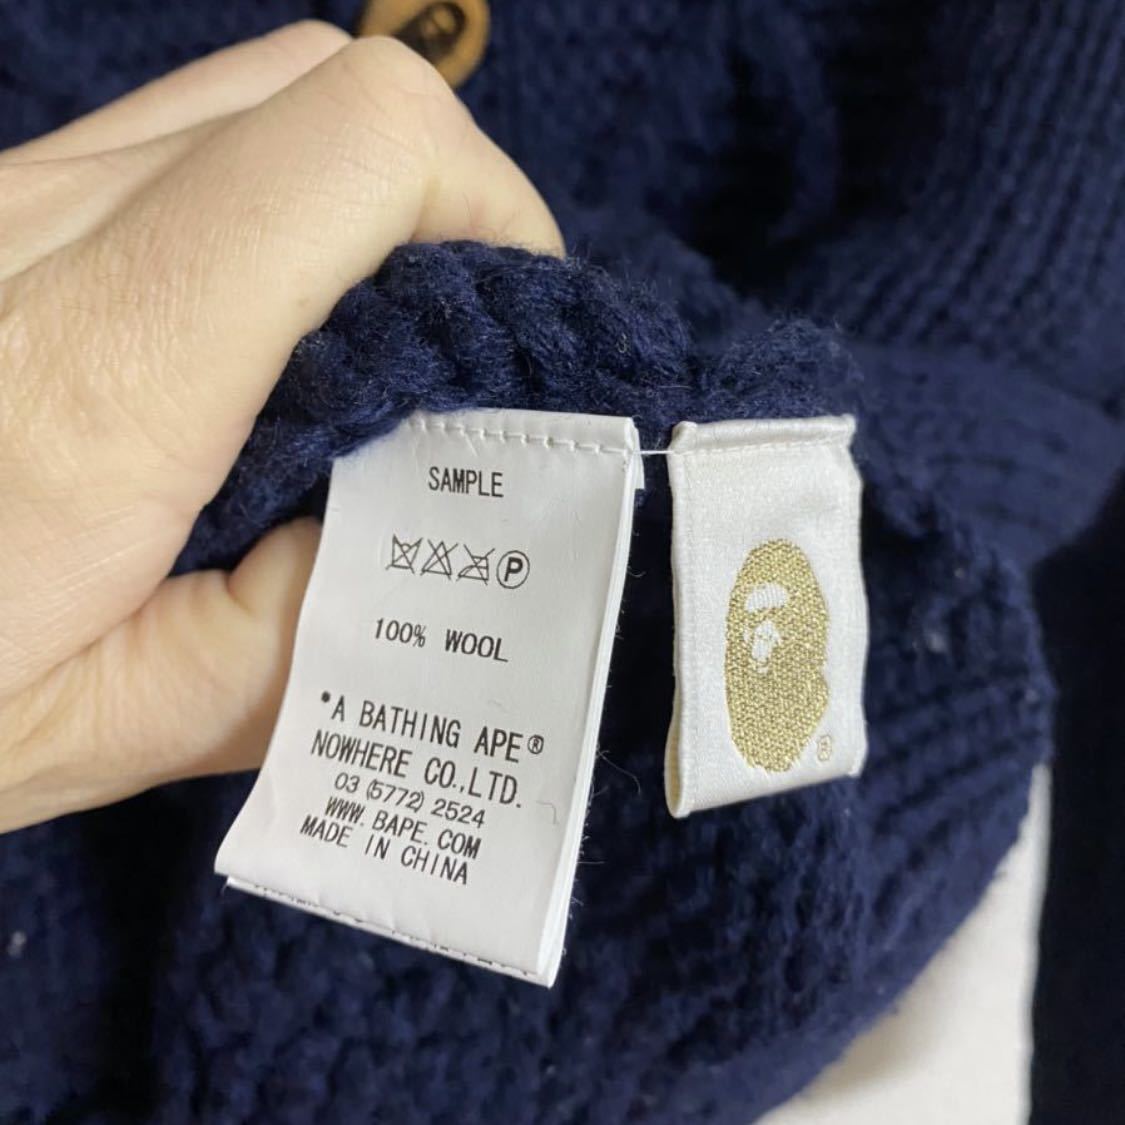 SAMPLE
P
100% WOOL
*A BATHING APE®
NOWHERE CO.,LTD.
03 (5772) 2524
WWW.BAPE.COM
MADE IN CHINA
®